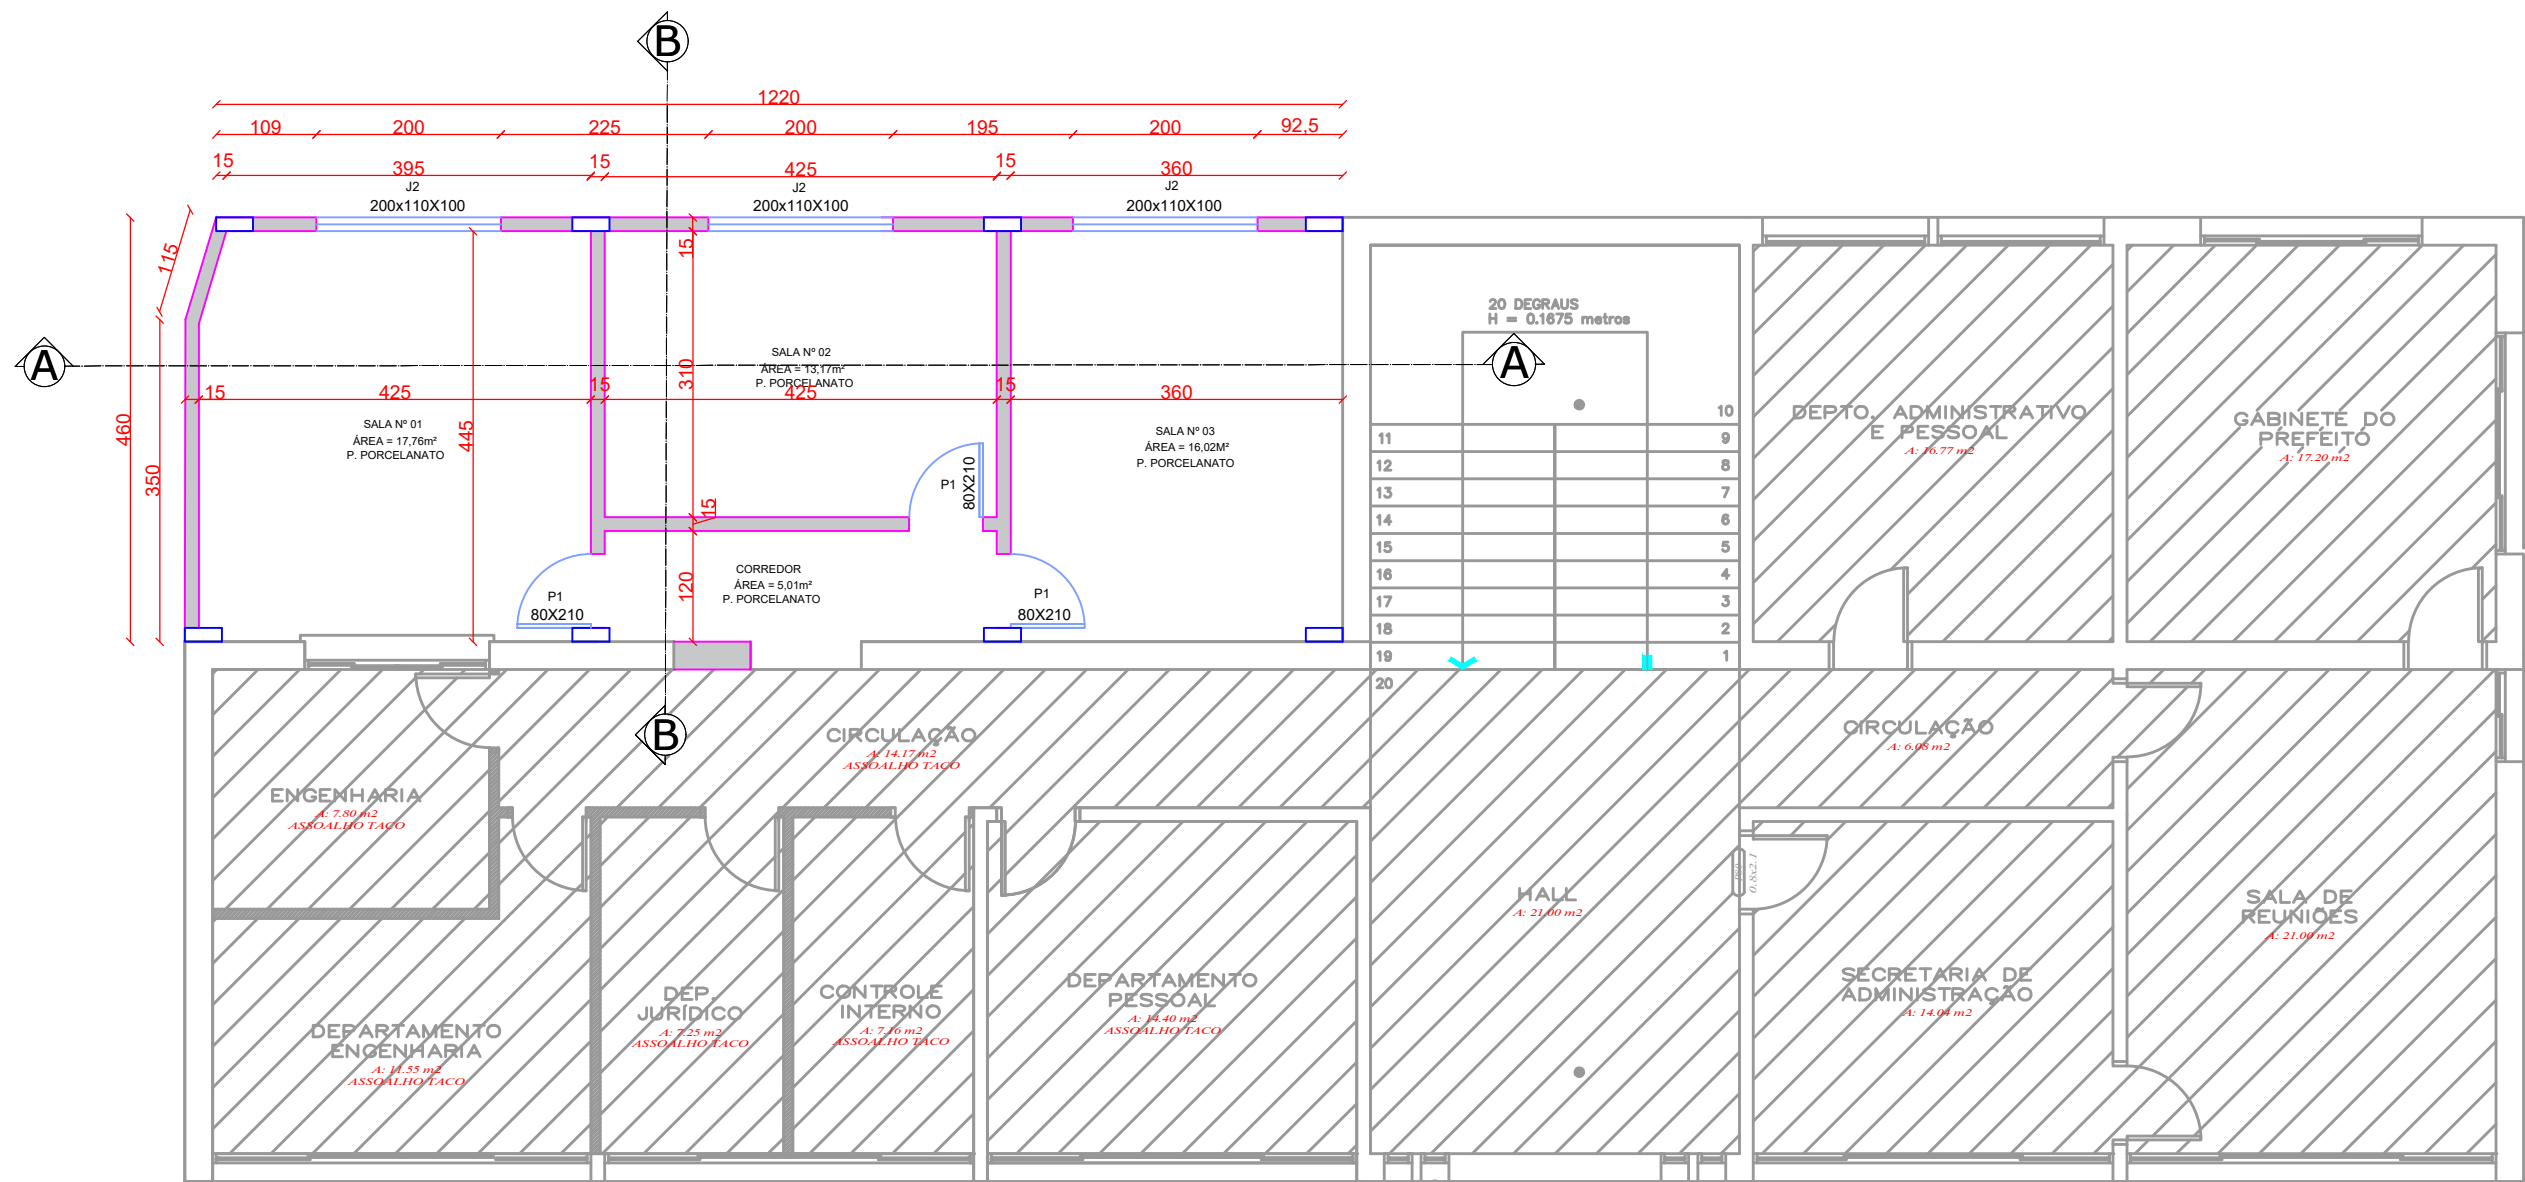 B
1220
109 200 225 200 195 200 92,5
15 395 15 425 15 360
J2 J2 J2
200x110X100 200x110X100 200x110X100
115
15
20 DEGRAUS
H = 0.1675 metros
A A
SALA Nº 02
ÁREA = 13,17m²
P. PORCELANATO
310
15 425 15 425 15 360
460
350
445
SALA Nº 01
ÁREA = 17,76m²
P. PORCELANATO
SALA Nº 03
ÁREA = 16,02M²
P. PORCELANATO
P1
80X210
15
120
CORREDOR
ÁREA = 5,01m²
P. PORCELANATO
P1
80X210
P1
80X210
10
11 9
12 8
13 7
14 6
15 5
16 4
17 3
18 2
19 1
20
DEPTO. ADMINISTRATIVO
E PESSOAL
A: 16.77 m2
GABINETE DO
PREFEITO
A: 17.20 m2
B
CIRCULAÇÃO
A: 14.17 m2
ASSOALHO TACO
CIRCULAÇÃO
A: 6.08 m2
ENGENHARIA
A: 7.80 m2
ASSOALHO TACO
0.8x2.1
HALL
A: 21.00 m2
SALA DE
REUNIÕES
A: 21.00 m2
DEPARTAMENTO
ENGENHARIA
A: 11.55 m2
ASSOALHO TACO
DEP.
JURÍDICO
A: 7.25 m2
ASSOALHO TACO
CONTROLE
INTERNO
A: 7.16 m2
ASSOALHO TACO
DEPARTAMENTO
PESSOAL
A: 14.40 m2
ASSOALHO TACO
SECRETARIA DE
ADMINISTRAÇÃO
A: 14.04 m2